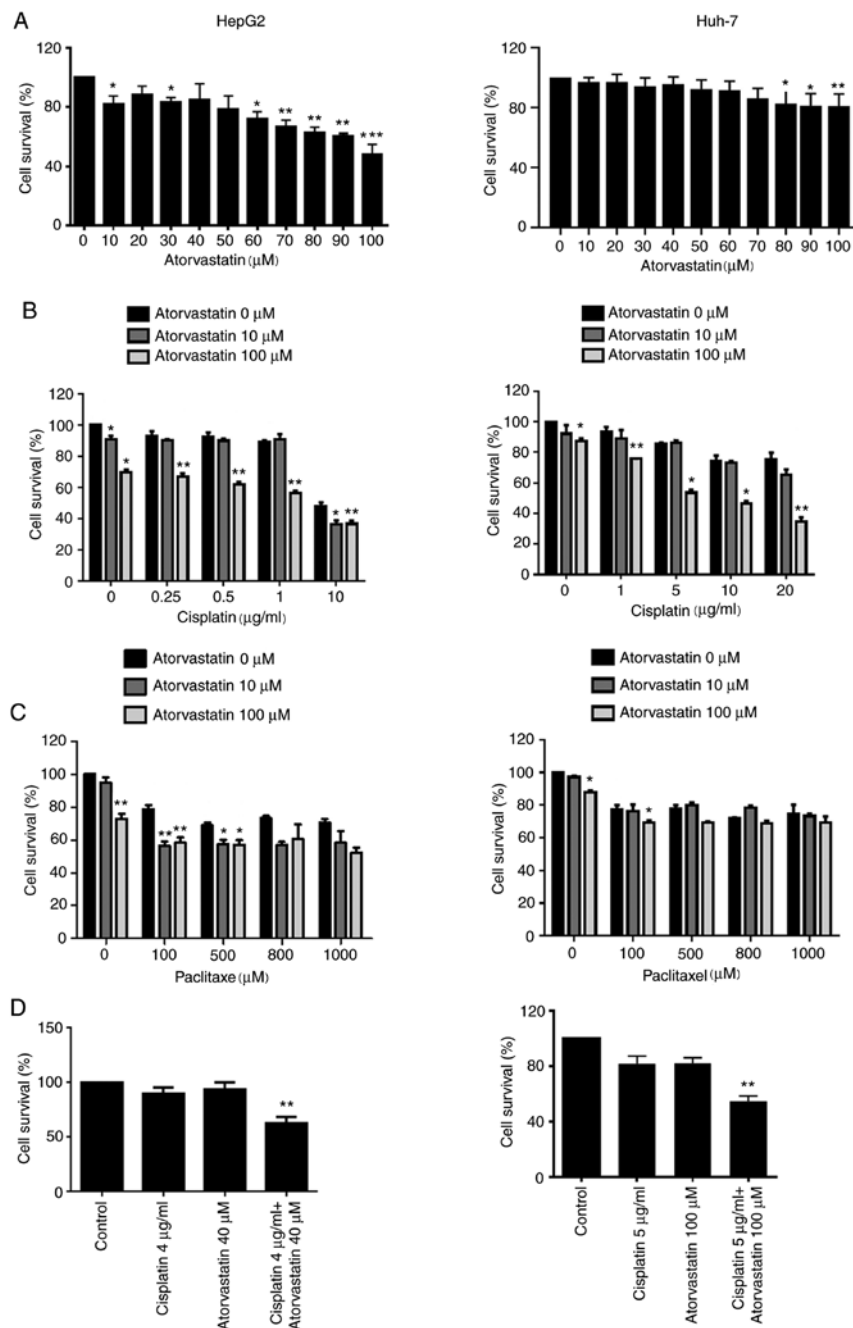 A
HepG2
Huh-7
Cell survival (%)
120
80
40
0
* * * ** ** ** ***
0 10 20 30 40 50 60 70 80 90 100
Atorvastatin (μM)
Cell survival (%)
120
80
40
0
* * **
0 10 20 30 40 50 60 70 80 90 100
Atorvastatin (μM)
B
Atorvastatin 0 μM
Atorvastatin 10 μM
Atorvastatin 100 μM
Cell survival (%)
120
100
80
60
40
20
0
* * ** ** ** * **
0 0.25 0.5 1 10
Cisplatin (μg/ml)
Atorvastatin 0 μM
Atorvastatin 10 μM
Atorvastatin 100 μM
Cell survival (%)
120
100
80
60
40
20
0
* ** * * **
0 1 5 10 20
Cisplatin (μg/ml)
C
Atorvastatin 0 μM
Atorvastatin 10 μM
Atorvastatin 100 μM
Cell survival (%)
120
100
80
60
40
20
0
** ** ** * *
0 100 500 800 1000
Paclitaxe (μM)
Atorvastatin 0 μM
Atorvastatin 10 μM
Atorvastatin 100 μM
Cell survival (%)
120
100
80
60
40
20
0
* *
0 100 500 800 1000
Paclitaxel (μM)
D
Cell survival (%)
150
100
50
0
**
Control
Cisplatin 4 μg/ml
Atorvastatin 40 μM
Cisplatin 4 μg/ml+
Atorvastatin 40 μM
Cell survival (%)
120
80
40
0
**
Control
Cisplatin 5 μg/ml
Atorvastatin 100 μM
Cisplatin 5 μg/ml+
Atorvastatin 100 μM